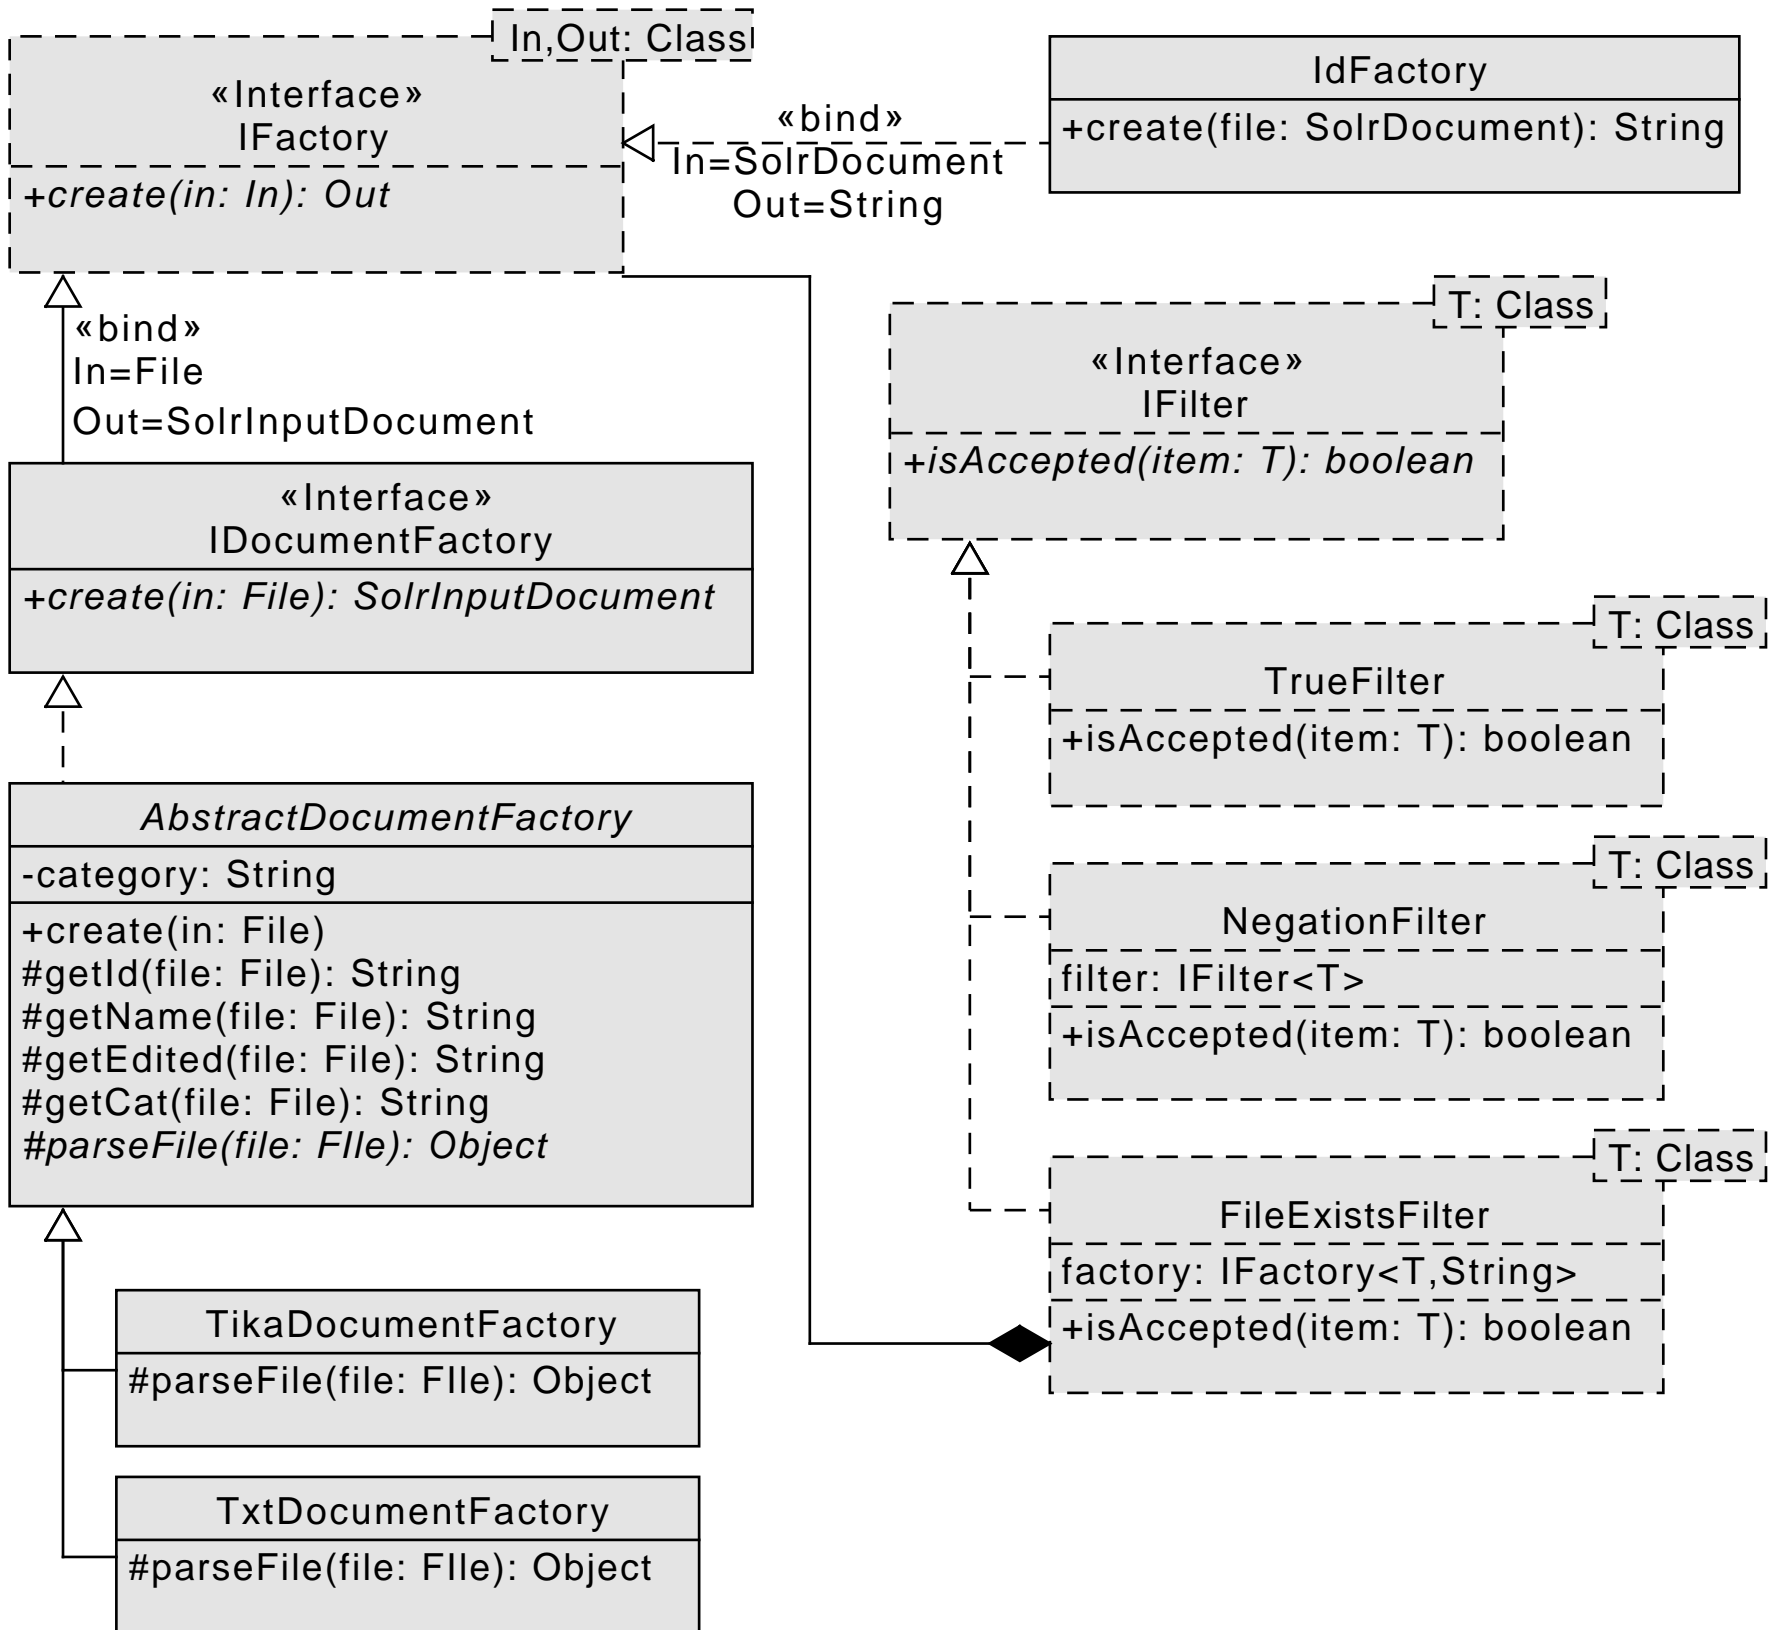 In,Out: Class
«Interface»
IFactory
+create(in: In): Out
«bind»
In=SolrDocument
Out=String
IdFactory
+create(file: SolrDocument): String
«bind»
In=File
Out=SolrInputDocument
«Interface»
IDocumentFactory
+create(in: File): SolrInputDocument
AbstractDocumentFactory
-category: String
+create(in: File)
#getId(file: File): String
#getName(file: File): String
#getEdited(file: File): String
#getCat(file: File): String
#parseFile(file: FIle): Object
TikaDocumentFactory
#parseFile(file: FIle): Object
TxtDocumentFactory
#parseFile(file: FIle): Object
T: Class
«Interface»
IFilter
+isAccepted(item: T): boolean
T: Class
TrueFilter
+isAccepted(item: T): boolean
T: Class
NegationFilter
filter: IFilter<T>
+isAccepted(item: T): boolean
T: Class
FileExistsFilter
factory: IFactory<T,String>
+isAccepted(item: T): boolean